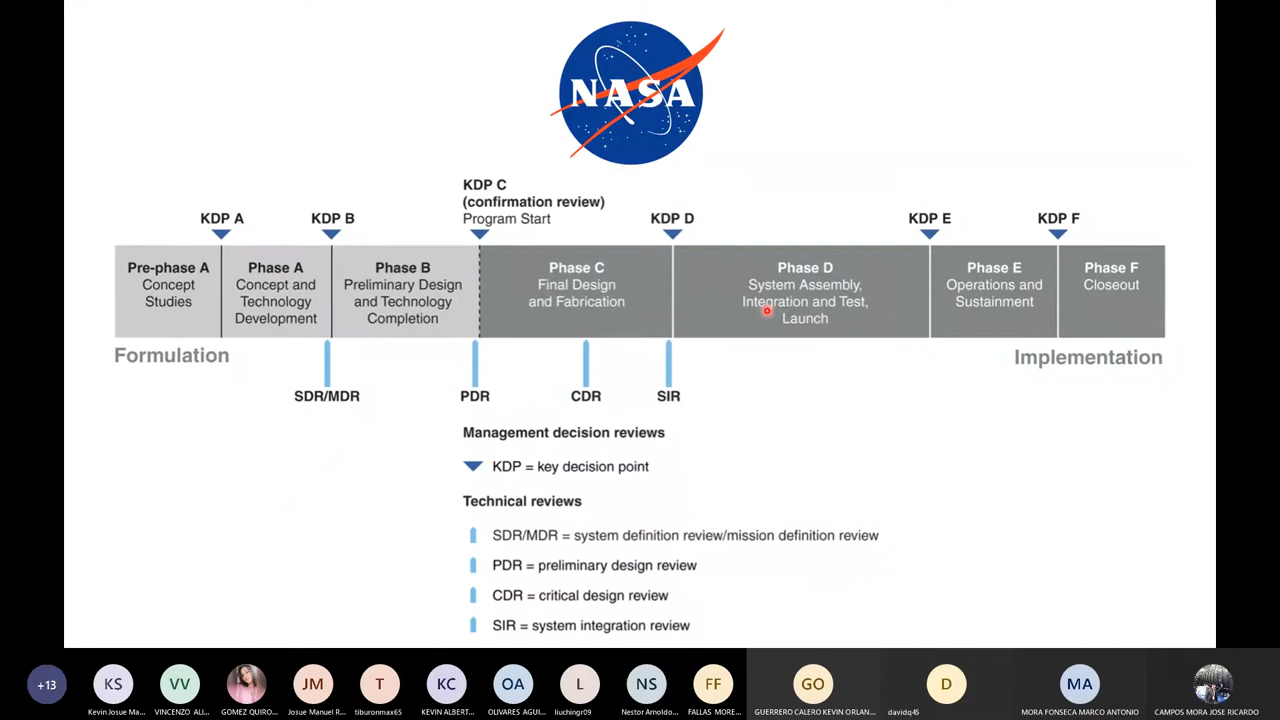 NASA
KDP C
(confirmation review)
KDP A
KDP B
Program Start
KDP D
KDP E
KDP F
Pre-phase A
Concept
Studies
Phase A
Concept and
Technology
Development
Phase B
Preliminary Design
and Technology
Completion
Phase C
Final Design
and Fabrication
Phase D
System Assembly,
Integration and Test,
Launch
Phase E
Operations and
Sustainment
Phase F
Closeout
Formulation
Implementation
SDR/MDR
PDR
CDR
SIR
Management decision reviews
KDP = key decision point
Technical reviews
SDR/MDR = system definition review/mission definition review
PDR = preliminary design review
CDR = critical design review
SIR = system integration review
+13
KS
VV
JM
T
KC
OA
L
NS
FF
GO
D
MA
Kevin Josue Ma...
VINCENZO ALI...
GOMEZ QUIRO...
Josue Manuel R...
tiburonmax65
KEVIN ALBERT...
OLIVARES AGUI...
liuchingr09
Nestor Arnoldo...
FALLAS MORE...
GUERRERO CALERO KEVIN ORLAN...
davidq45
MORA FONSECA MARCO ANTONIO
CAMPOS MORA JOSE RICARDO